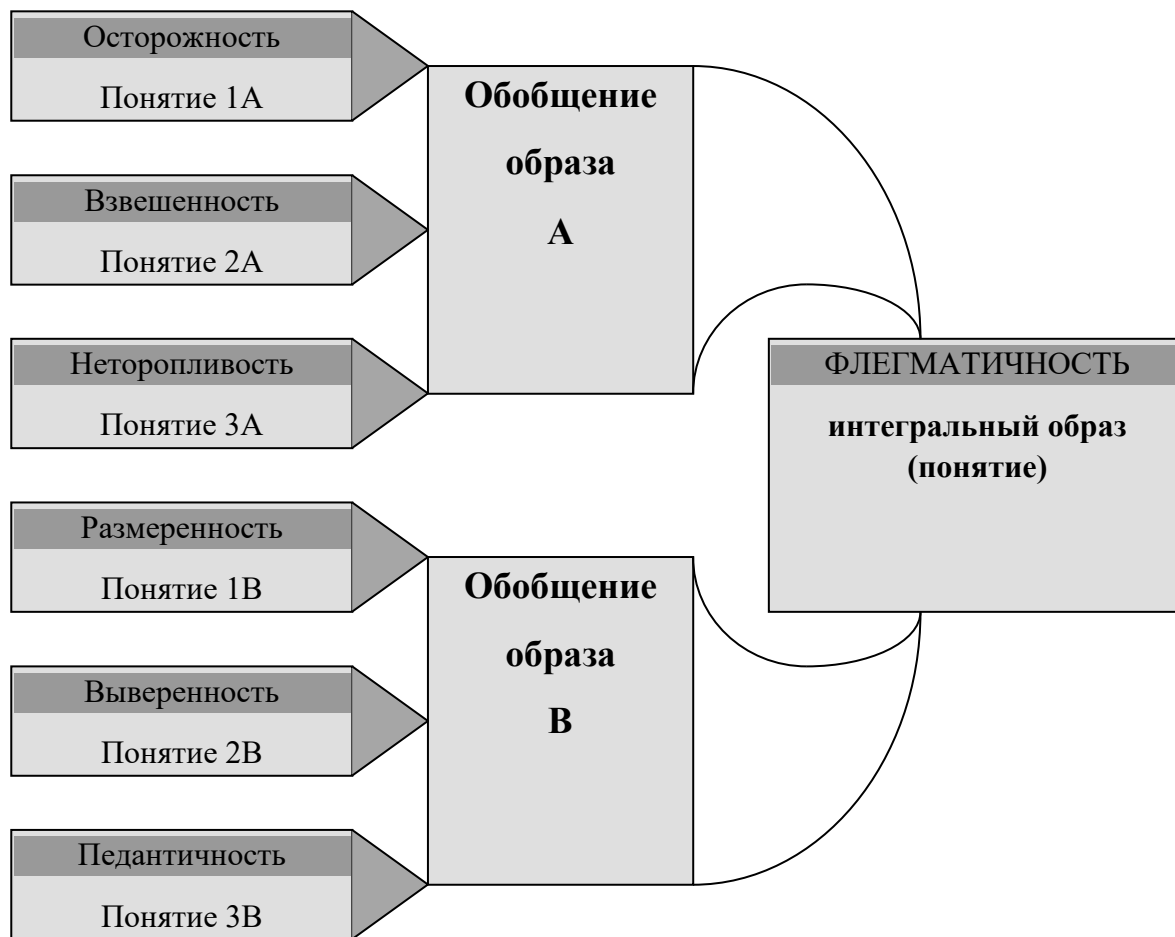 Осторожность
Понятие 1А
Взвешенность
Понятие 2А
Неторопливость
Понятие 3А
Размеренность
Понятие 1В
Выверенность
Понятие 2В
Педантичность
Понятие 3В
Обобщение
образа
А
Обобщение
образа
В
ФЛЕГМАТИЧНОСТЬ
интегральный образ
(понятие)